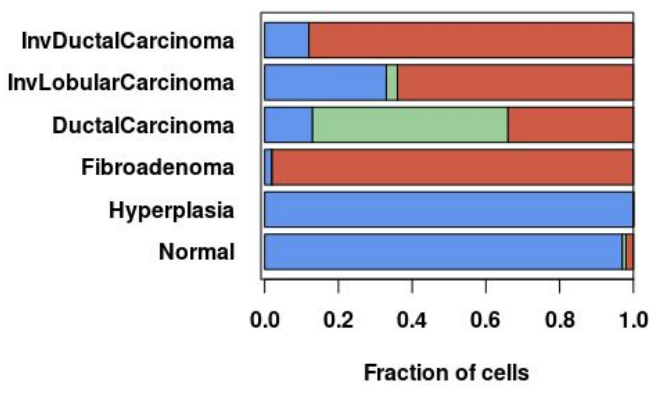 InvDuctalCarcinoma
InvLobularCarcinoma
DuctalCarcinoma
Fibroadenoma
Hyperplasia
Normal
0.0 0.2 0.4 0.6 0.8 1.0
Fraction of cells